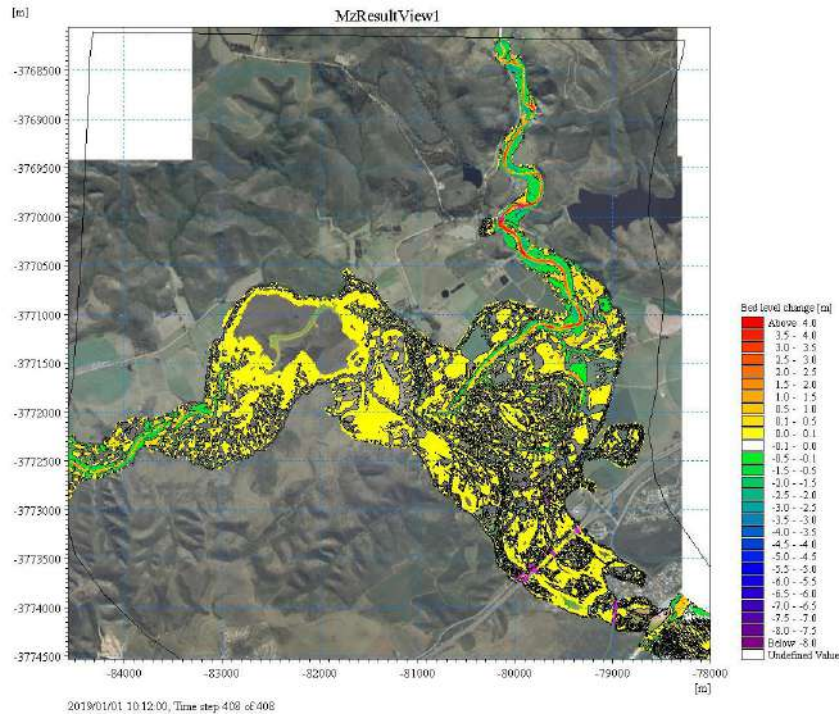 [m]
MzResultView1
-3768500
-3769000
-3769500
-3770000
-3770500
-3771000
-3771500
-3772000
-3772500
-3773000
-3773500
-3774000
-3774500
-84000 -83000 -82000 -81000 -80000 -79000 -78000
[m]
Bed level change [m]
Above 4.0
3.5 - 4.0
3.0 - 3.5
2.5 - 3.0
2.0 - 2.5
1.5 - 2.0
1.0 - 1.5
0.5 - 1.0
0.1 - 0.5
0.0 - 0.1
-0.1 - 0.0
-0.5 - -0.1
-1.5 - -0.5
-2.0 - -1.5
-2.5 - -2.0
-3.0 - -2.5
-3.5 - -3.0
-4.0 - -3.5
-4.5 - -4.0
-5.0 - -4.5
-5.5 - -5.0
-6.0 - -5.5
-6.5 - -6.0
-7.0 - -6.5
-7.5 - -7.0
-8.0 - -7.5
Below -8.0
Undefined Value
2019/01/01 10:12:00, Time step 408 of 408